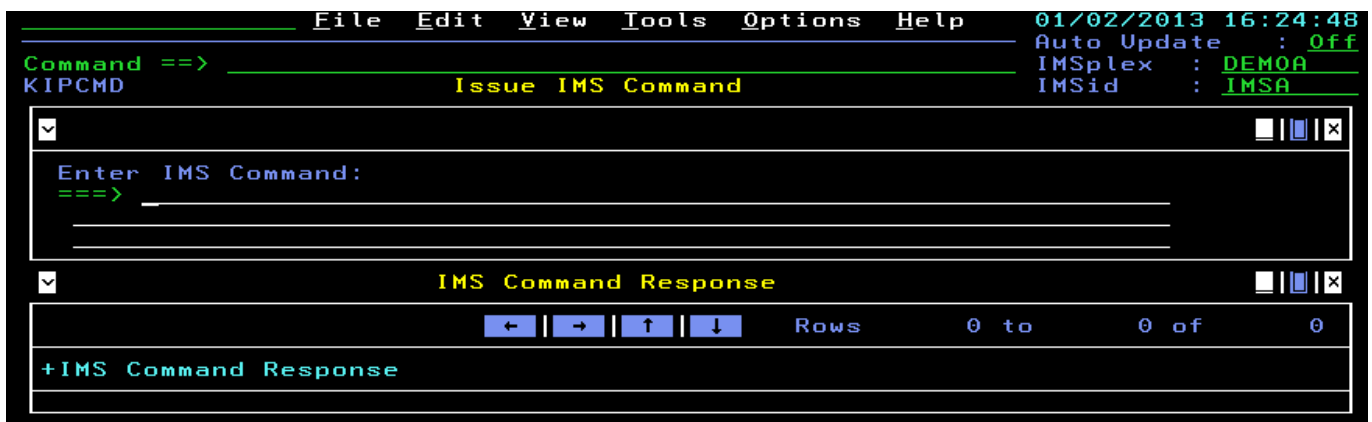 File Edit View Tools Options Help 01/02/2013 16:24:48
Auto Update : Off
Command ==> IMSplex : DEMOA
KIPCMD Issue IMS Command IMSid : IMSA
Enter IMS Command:
===>
IMS Command Response
← → ↑ ↓ Rows 0 to 0 of 0
+IMS Command Response